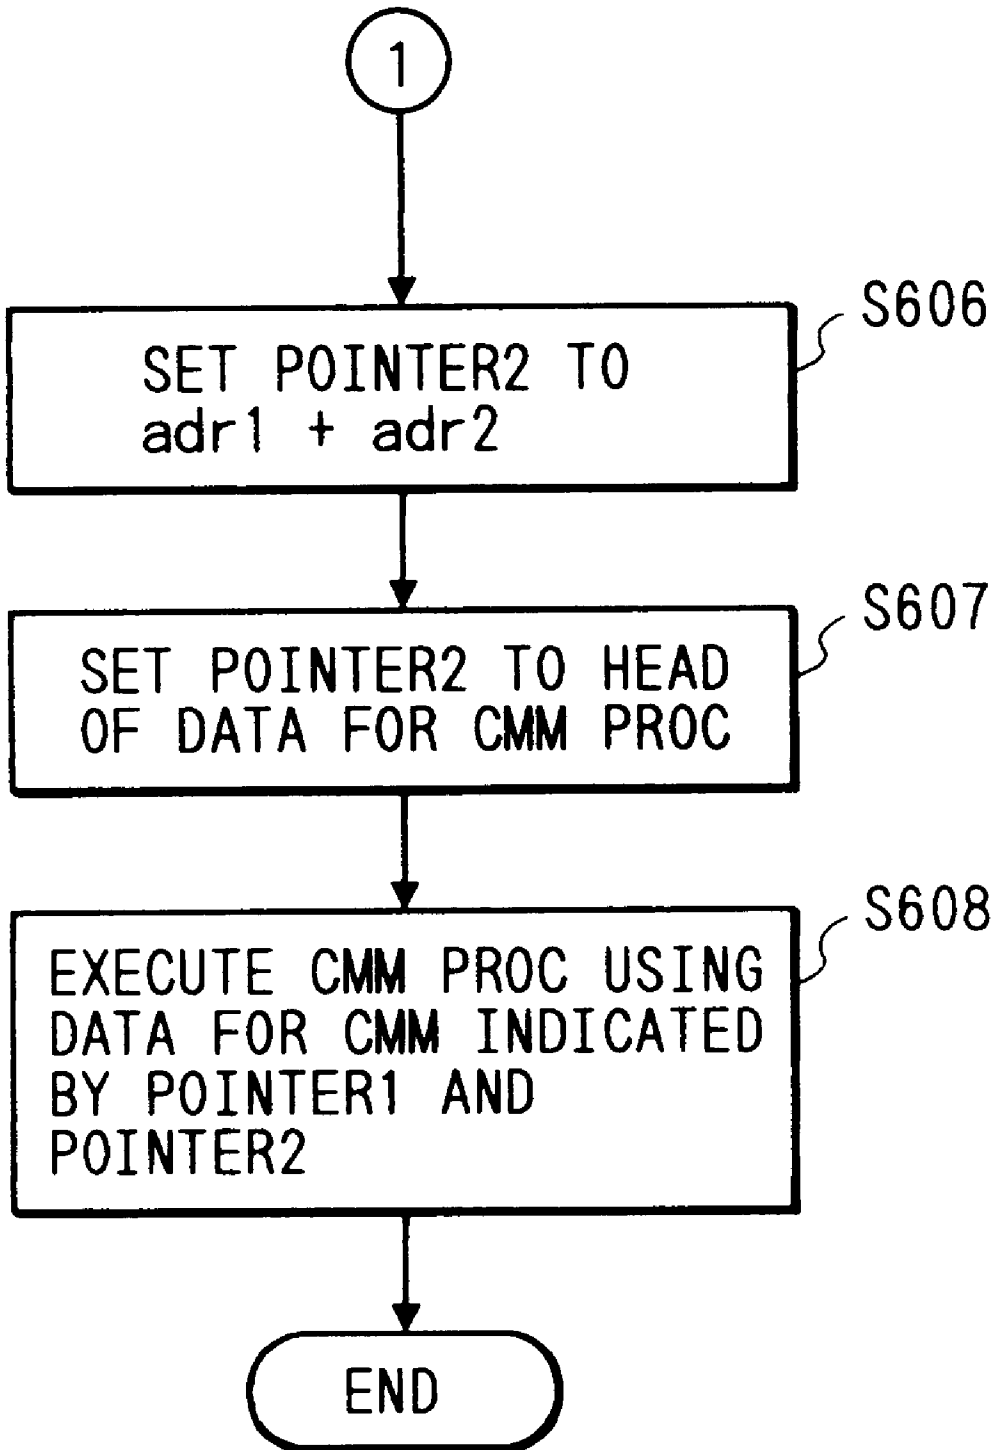 1
S606
SET POINTER2 TO
adr1 + adr2
S607
SET POINTER2 TO HEAD
OF DATA FOR CMM PROC
S608
EXECUTE CMM PROC USING
DATA FOR CMM INDICATED
BY POINTER1 AND
POINTER2
END